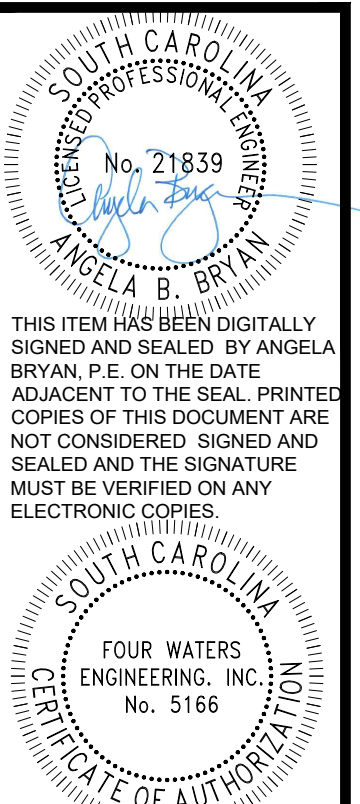 SOUTH CAROLINA
LICENSED PROFESSIONAL ENGINEER
No. 21839
Angela Bryan
ANGELA B. BRYAN
THIS ITEM HAS BEEN DIGITALLY
SIGNED AND SEALED BY ANGELA
BRYAN, P.E. ON THE DATE
ADJACENT TO THE SEAL. PRINTED
COPIES OF THIS DOCUMENT ARE
NOT CONSIDERED SIGNED AND
SEALED AND THE SIGNATURE
MUST BE VERIFIED ON ANY
ELECTRONIC COPIES.
SOUTH CAROLINA
FOUR WATERS
ENGINEERING. INC.
No. 5166
CERTIFICATE OF AUTHORIZATION